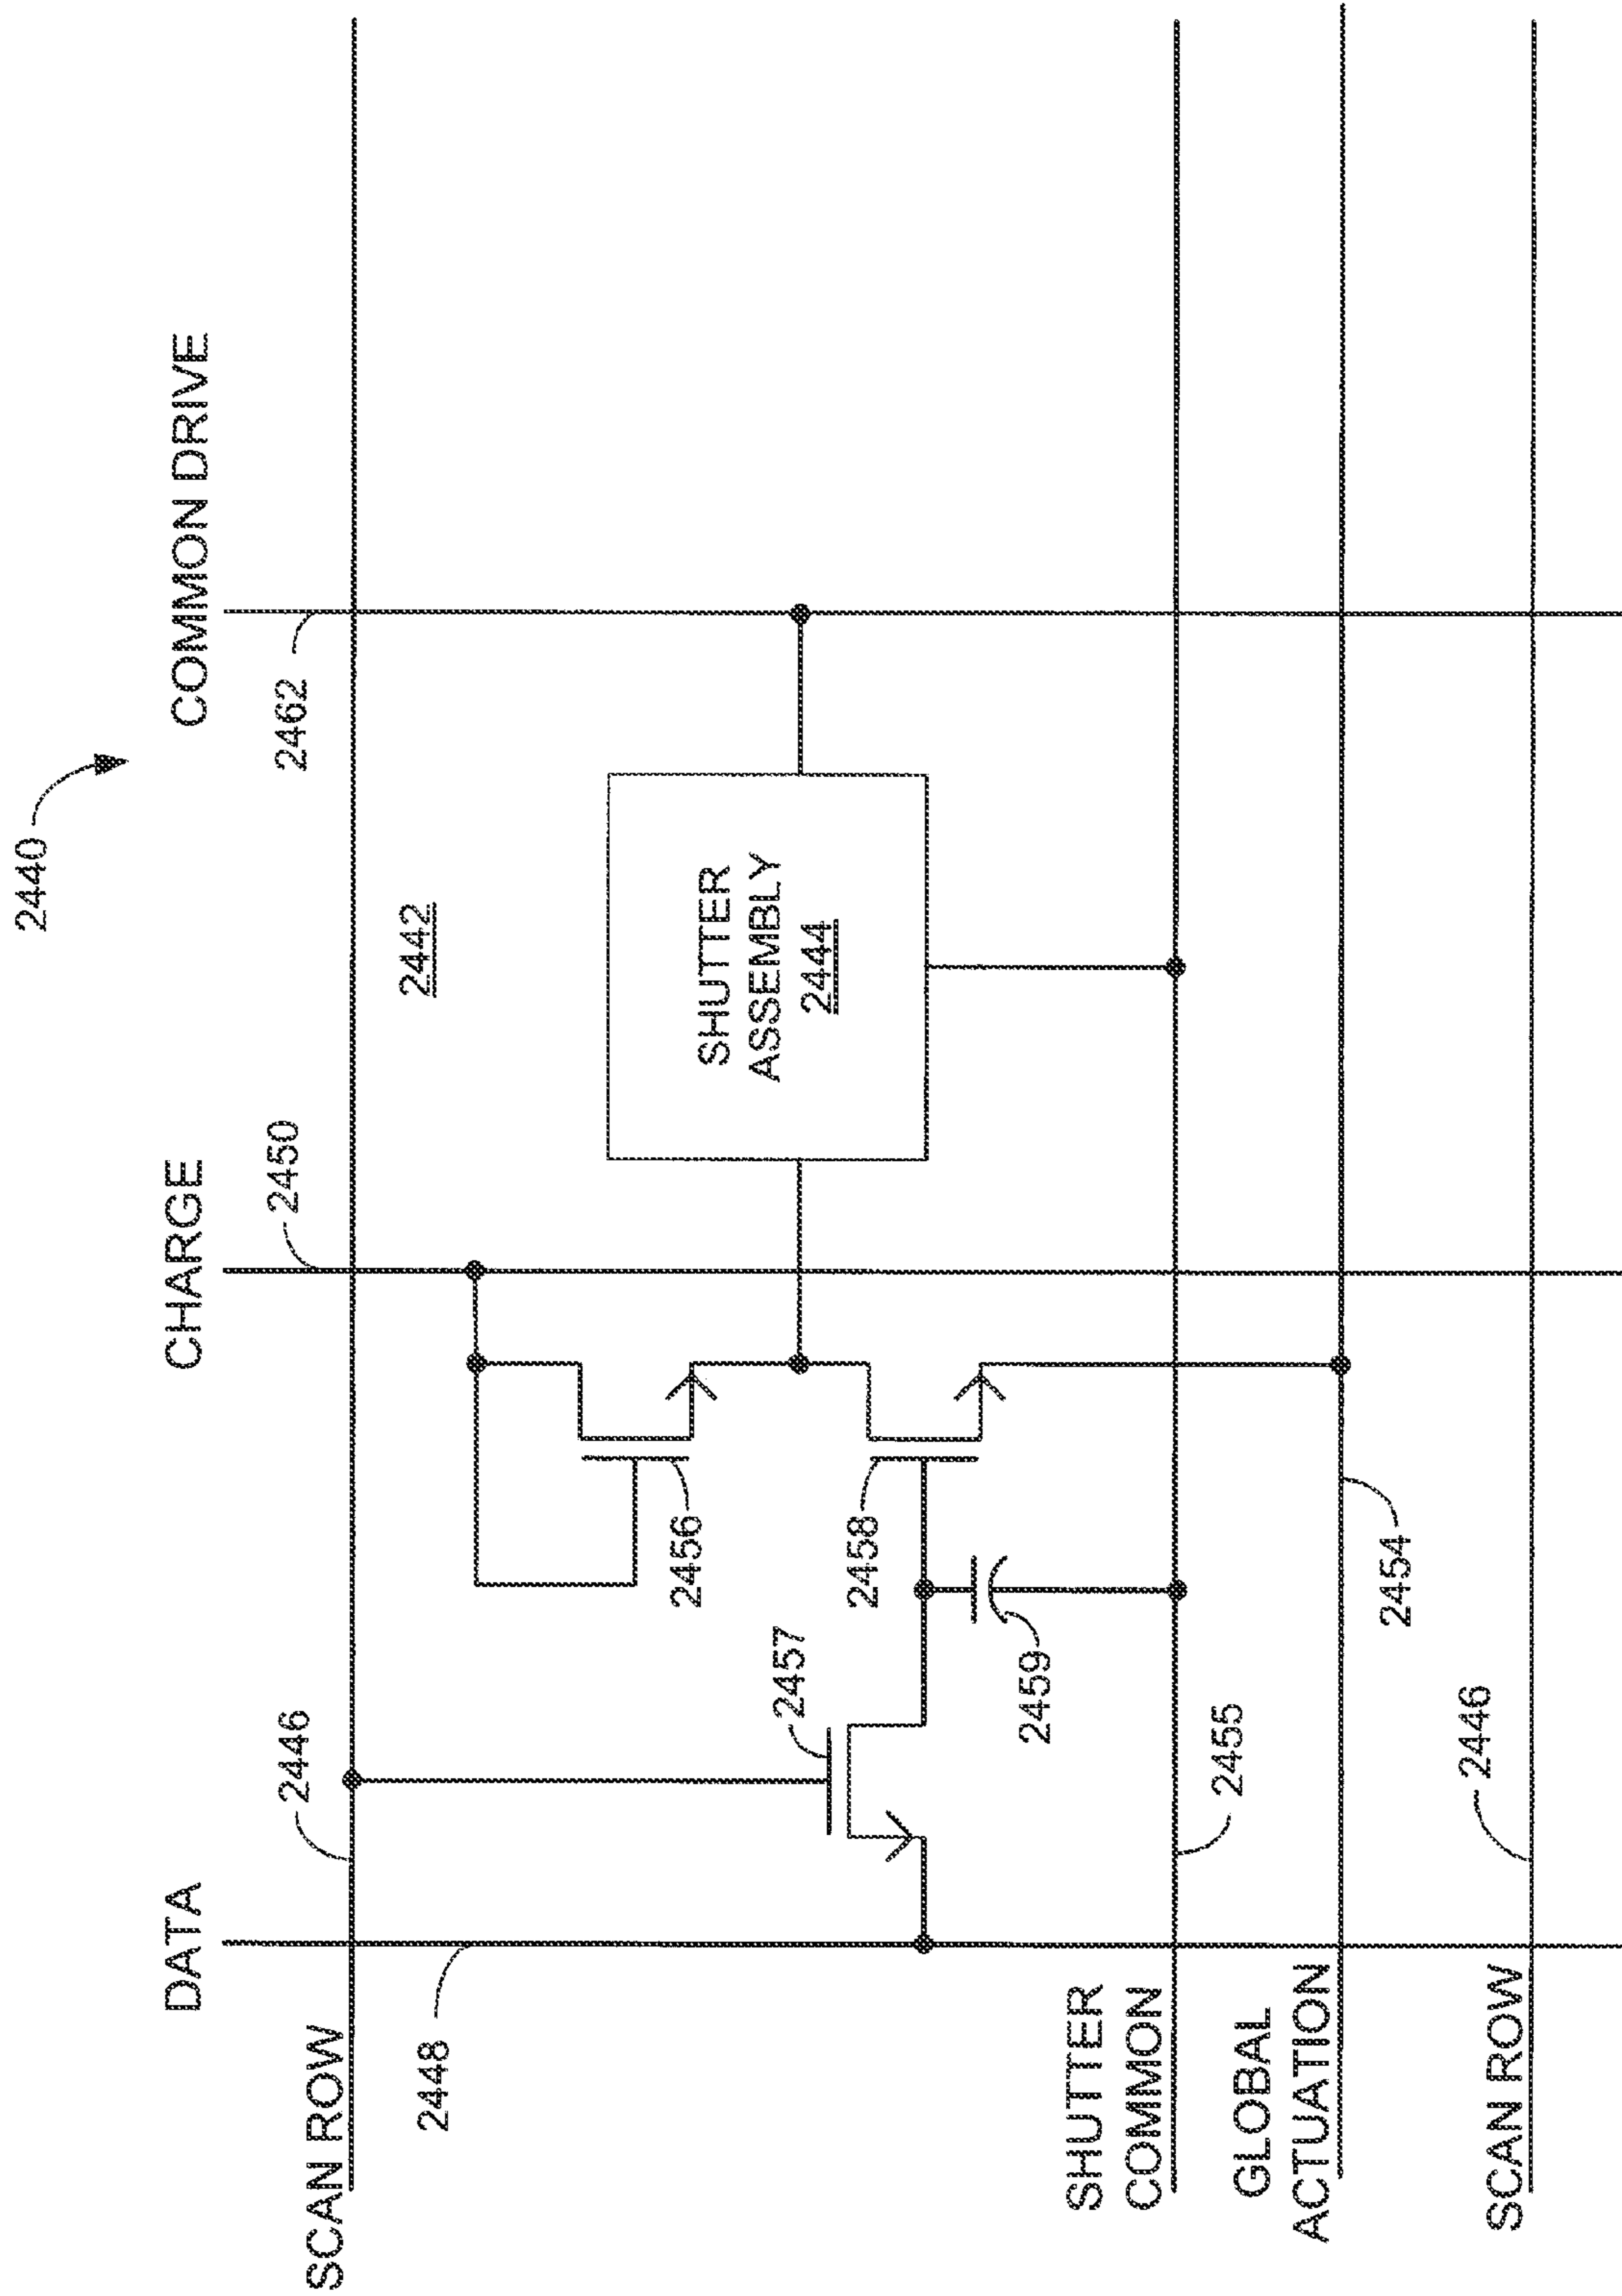 2440
DATA
CHARGE
COMMON DRIVE
SCAN ROW
2446
2450
2462
2448
2442
2457
2456
SHUTTER
ASSEMBLY
2444
2458
2459
SHUTTER
COMMON
2455
GLOBAL
ACTUATION
2454
SCAN ROW
2446